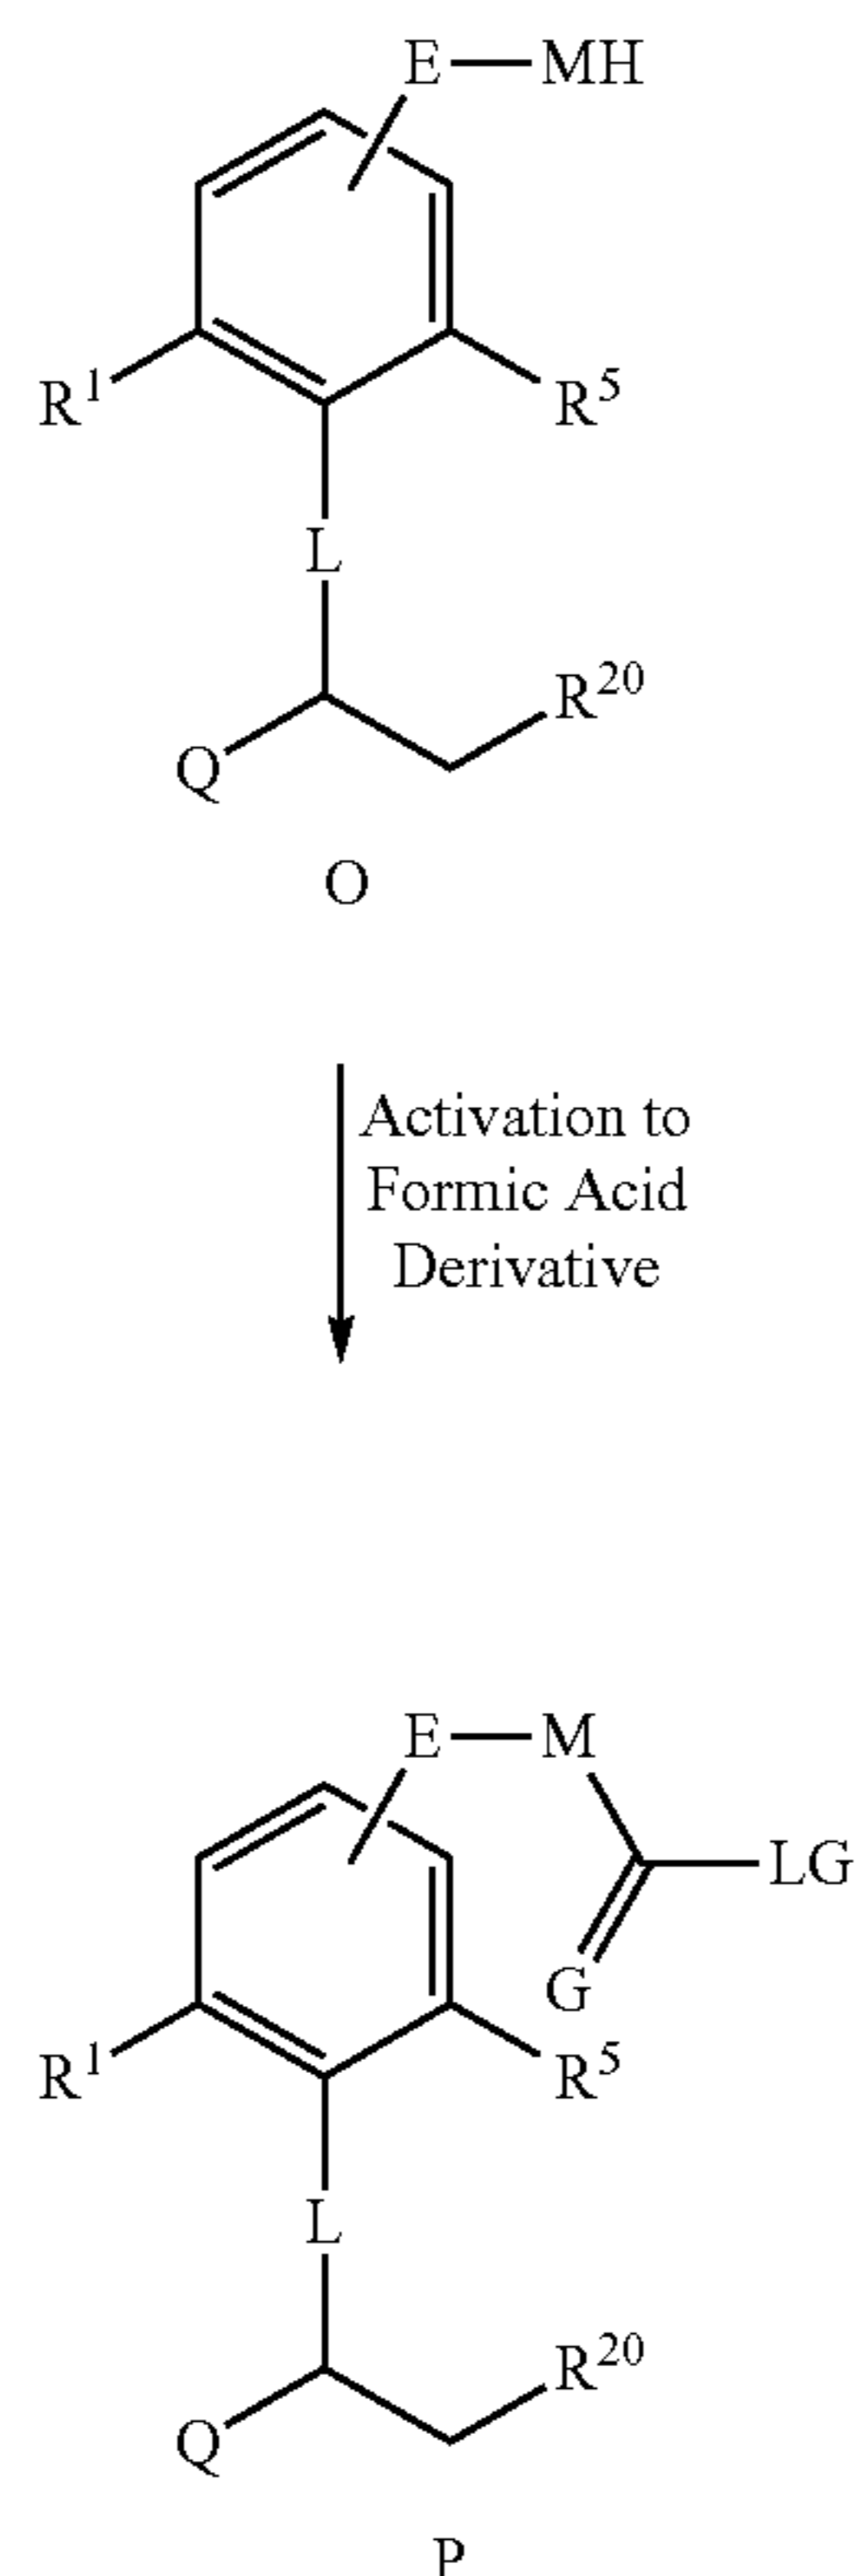 E MH
R1 R5
L
R20
Q
O
Activation to
Formic Acid
Derivative
E M
LG
G
R1 R5
L
R20
Q
P